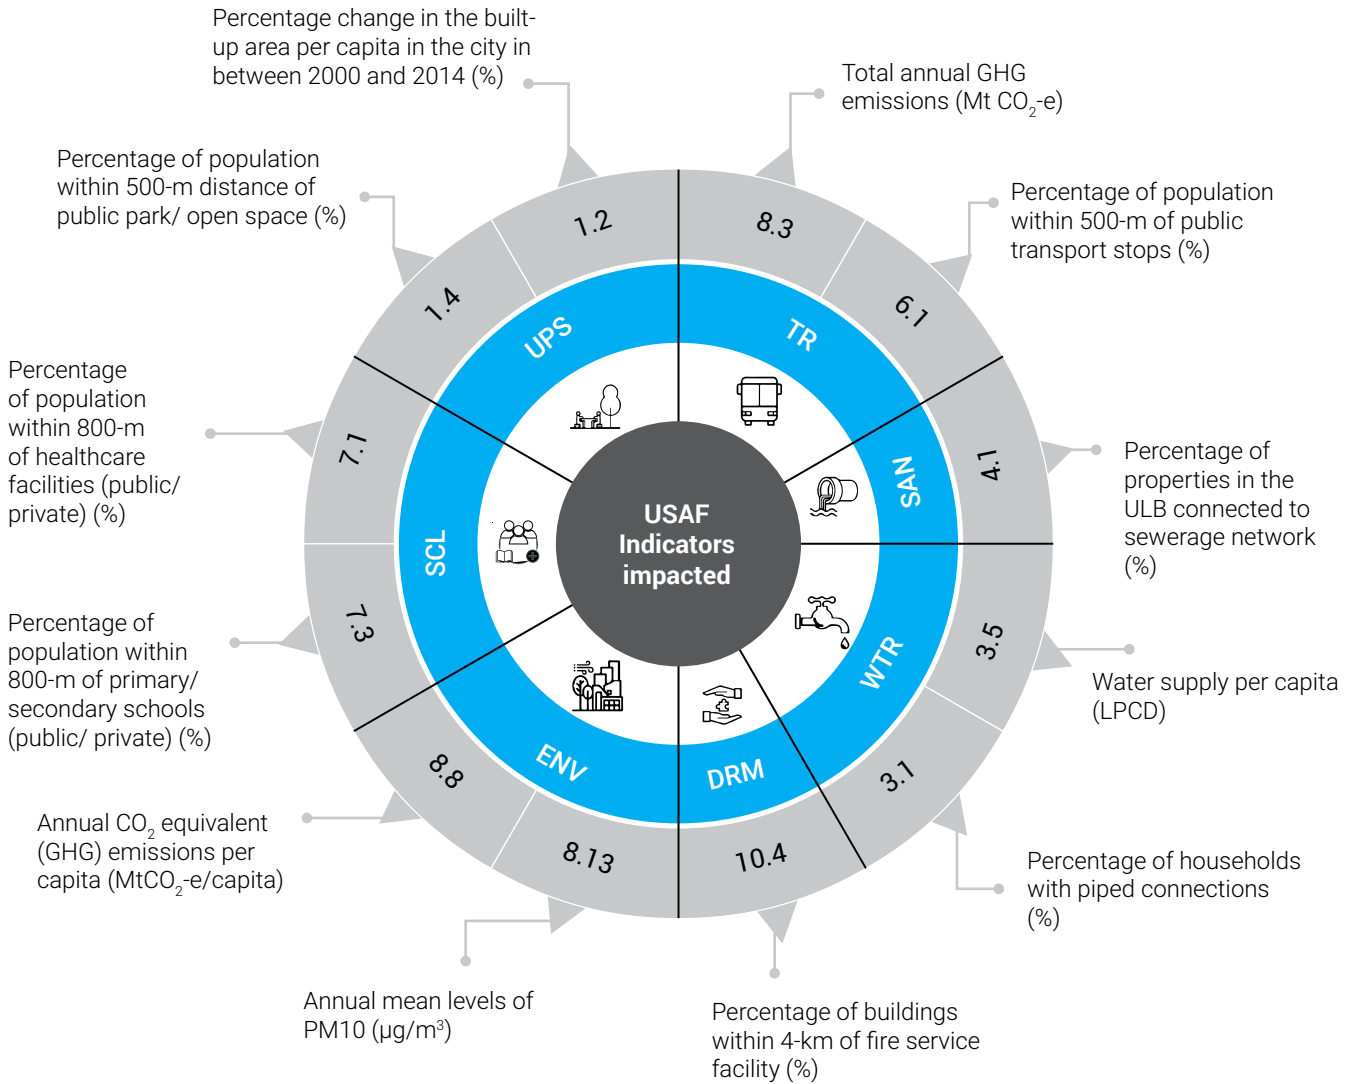 Percentage change in the built-
up area per capita in the city in
between 2000 and 2014 (%)
Total annual GHG
emissions (Mt CO₂-e)
Percentage of population
within 500-m distance of
public park/ open space (%)
Percentage of population
within 500-m of public
transport stops (%)
Percentage
of population
within 800-m
of healthcare
facilities (public/
private) (%)
Percentage of
properties in the
ULB connected to
sewerage network
(%)
Percentage of
population within
800-m of primary/
secondary schools
(public/ private) (%)
Water supply per capita
(LPCD)
Annual CO₂ equivalent
(GHG) emissions per
capita (MtCO₂-e/capita)
Percentage of households
with piped connections
(%)
Annual mean levels of
PM10 (µg/m³)
Percentage of buildings
within 4-km of fire service
facility (%)
1.2
8.3
6.1
4.1
3.5
3.1
10.4
8.13
8.8
7.3
7.1
1.4
UPS
TR
SAN
WTR
DRM
ENV
SCL
USAF
Indicators
impacted